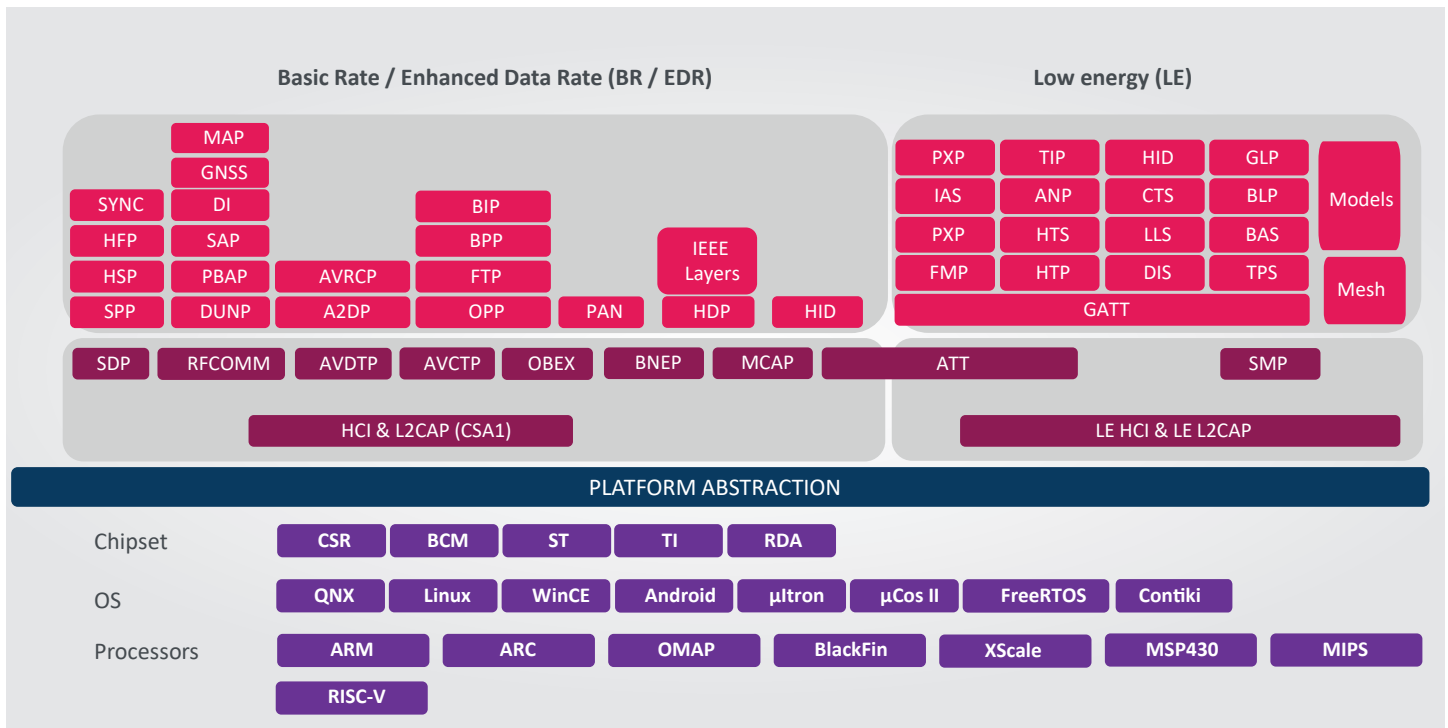 Basic Rate / Enhanced Data Rate (BR / EDR)
Low energy (LE)
MAP
GNSS
SYNC DI BIP
HFP SAP BPP
HSP PBAP AVRCP FTP
IEEE
Layers
SPP DUNP A2DP OPP PAN HDP HID
PXP TIP HID GLP
IAS ANP CTS BLP
PXP HTS LLS BAS
FMP HTP DIS TPS
GATT
Models
Mesh
SDP RFCOMM AVDTP AVCTP OBEX BNEP MCAP ATT SMP
HCI & L2CAP (CSA1)
LE HCI & LE L2CAP
PLATFORM ABSTRACTION
Chipset CSR BCM ST TI RDA
OS QNX Linux WinCE Android µItron µCos II FreeRTOS Contiki
Processors ARM ARC OMAP BlackFin XScale MSP430 MIPS
RISC-V